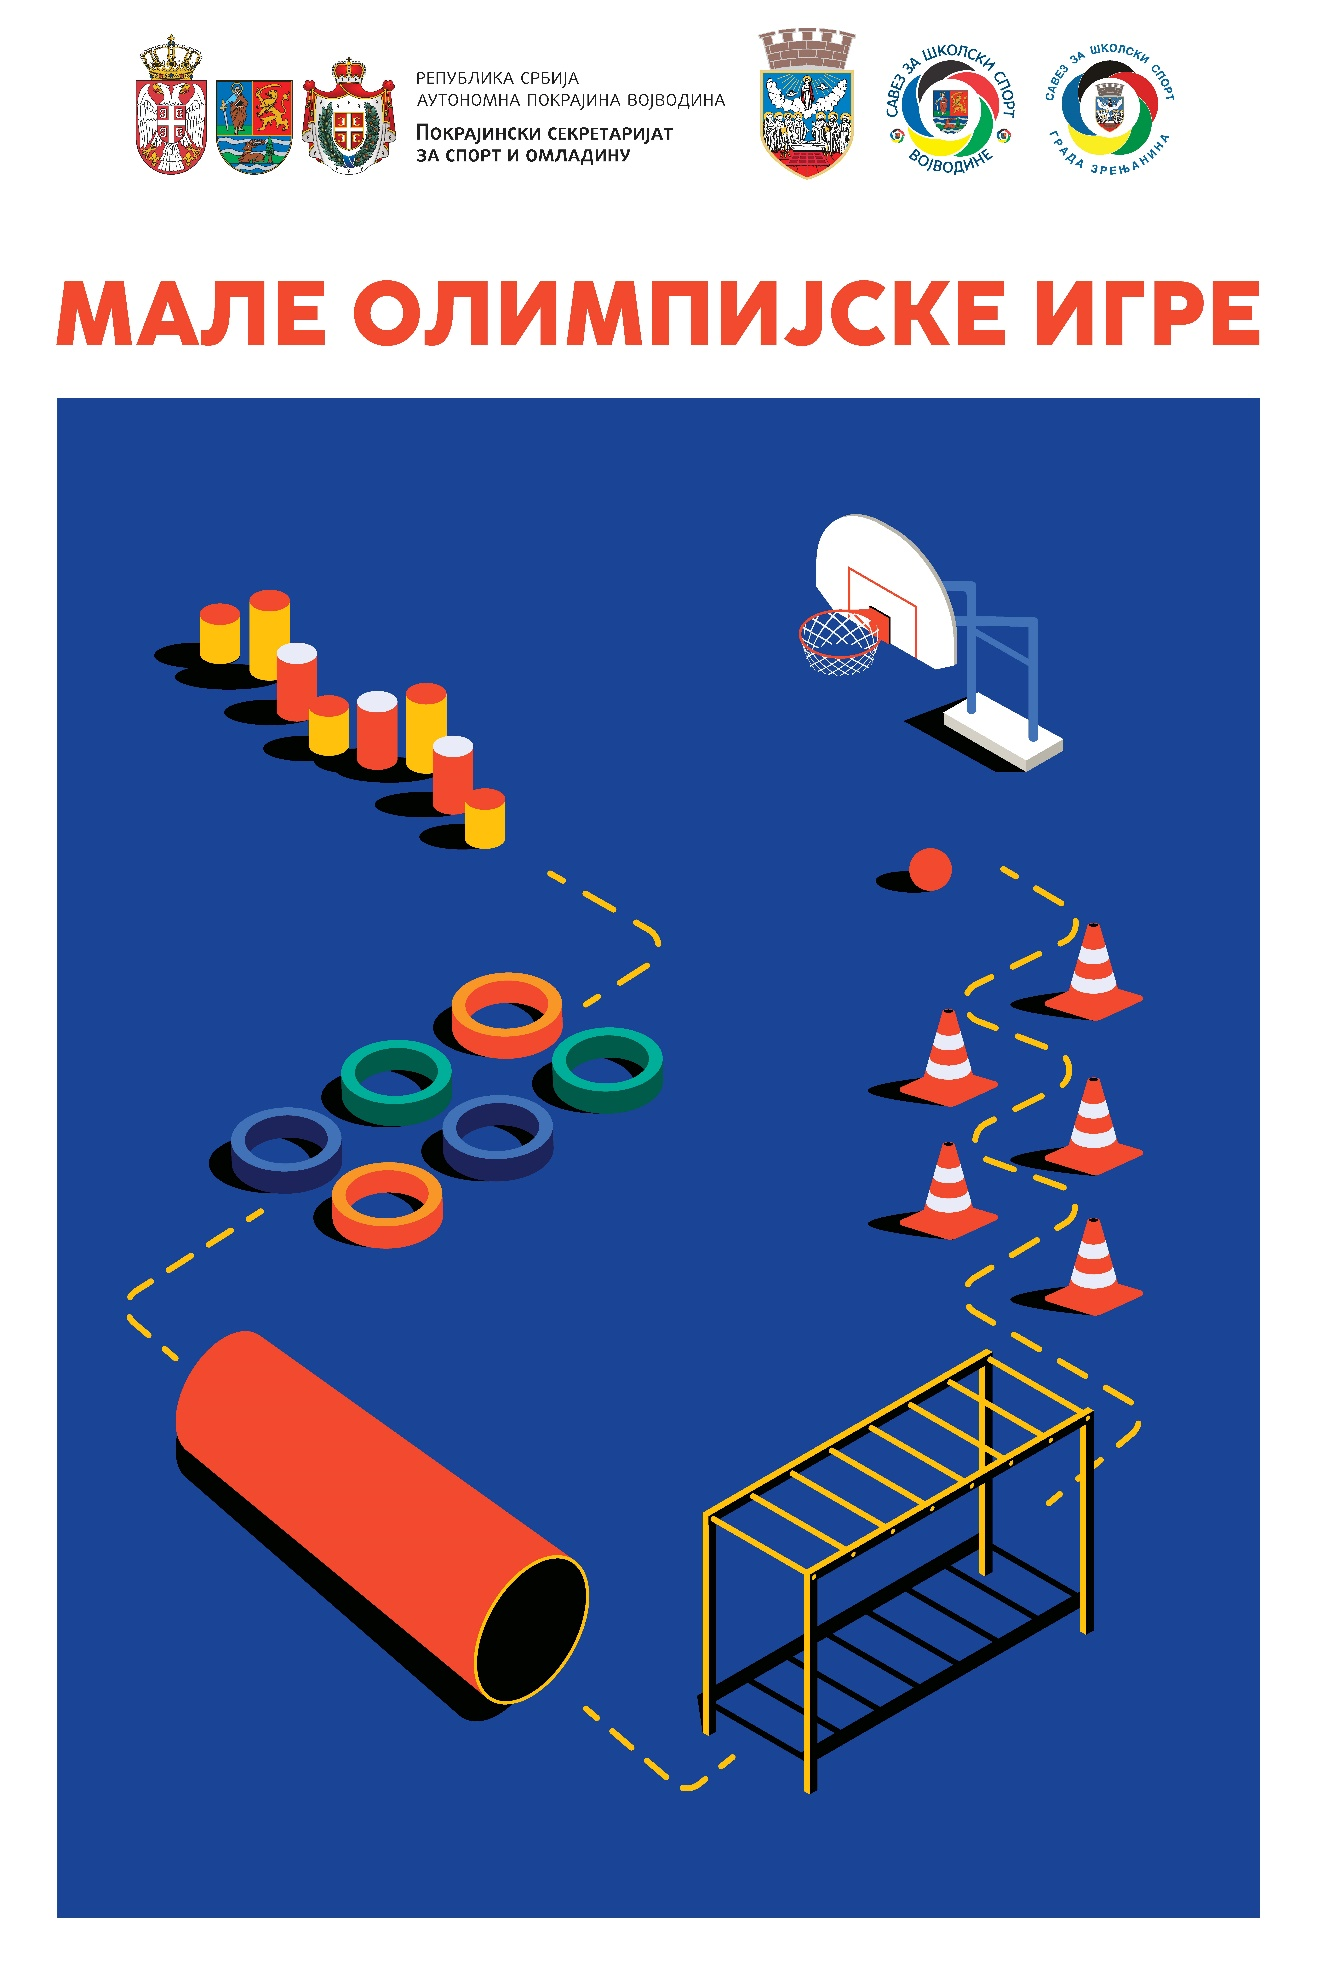 РЕПУБЛИКА СРБИЈА
АУТОНОМНА ПОКРАЈИНА ВОЈВОДИНА
Покрајински секретаријат
за спорт и омладину
САВЕЗ ЗА ШКОЛСКИ СПОРТ
ВОЈВОДИНЕ
САВЕЗ ЗА ШКОЛСКИ СПОРТ
ГРАДА ЗРЕЊАНИНА
МАЛЕ ОЛИМПИЈСКЕ ИГРЕ